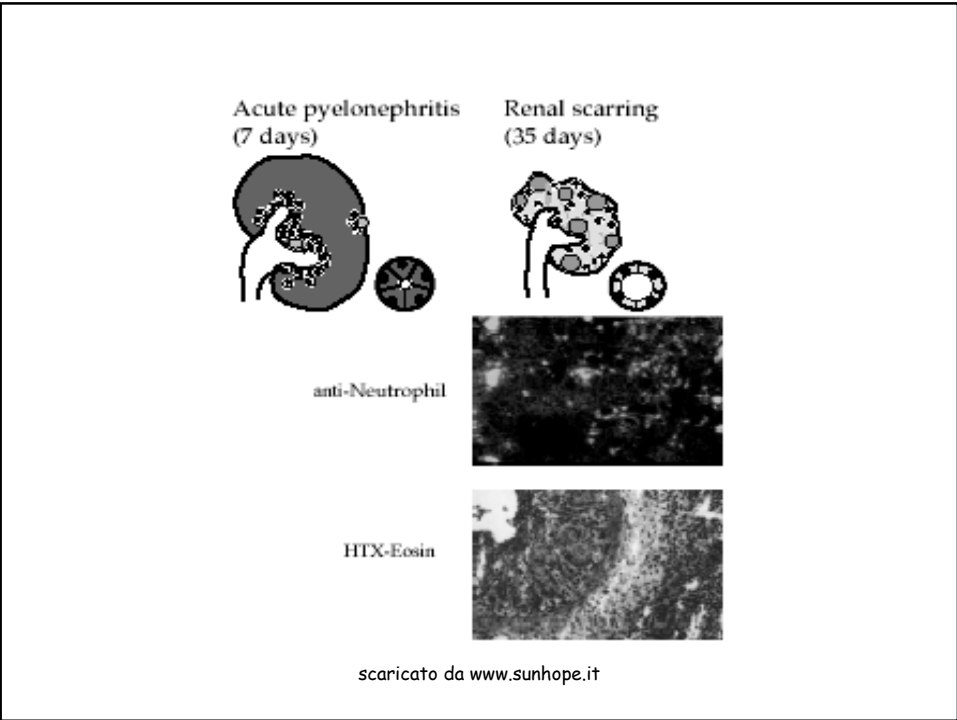 Acute pyelonephritis
(7 days)
Renal scarring
(35 days)
anti-Neutrophil
HTX-Eosin
scaricato da www.sunhope.it